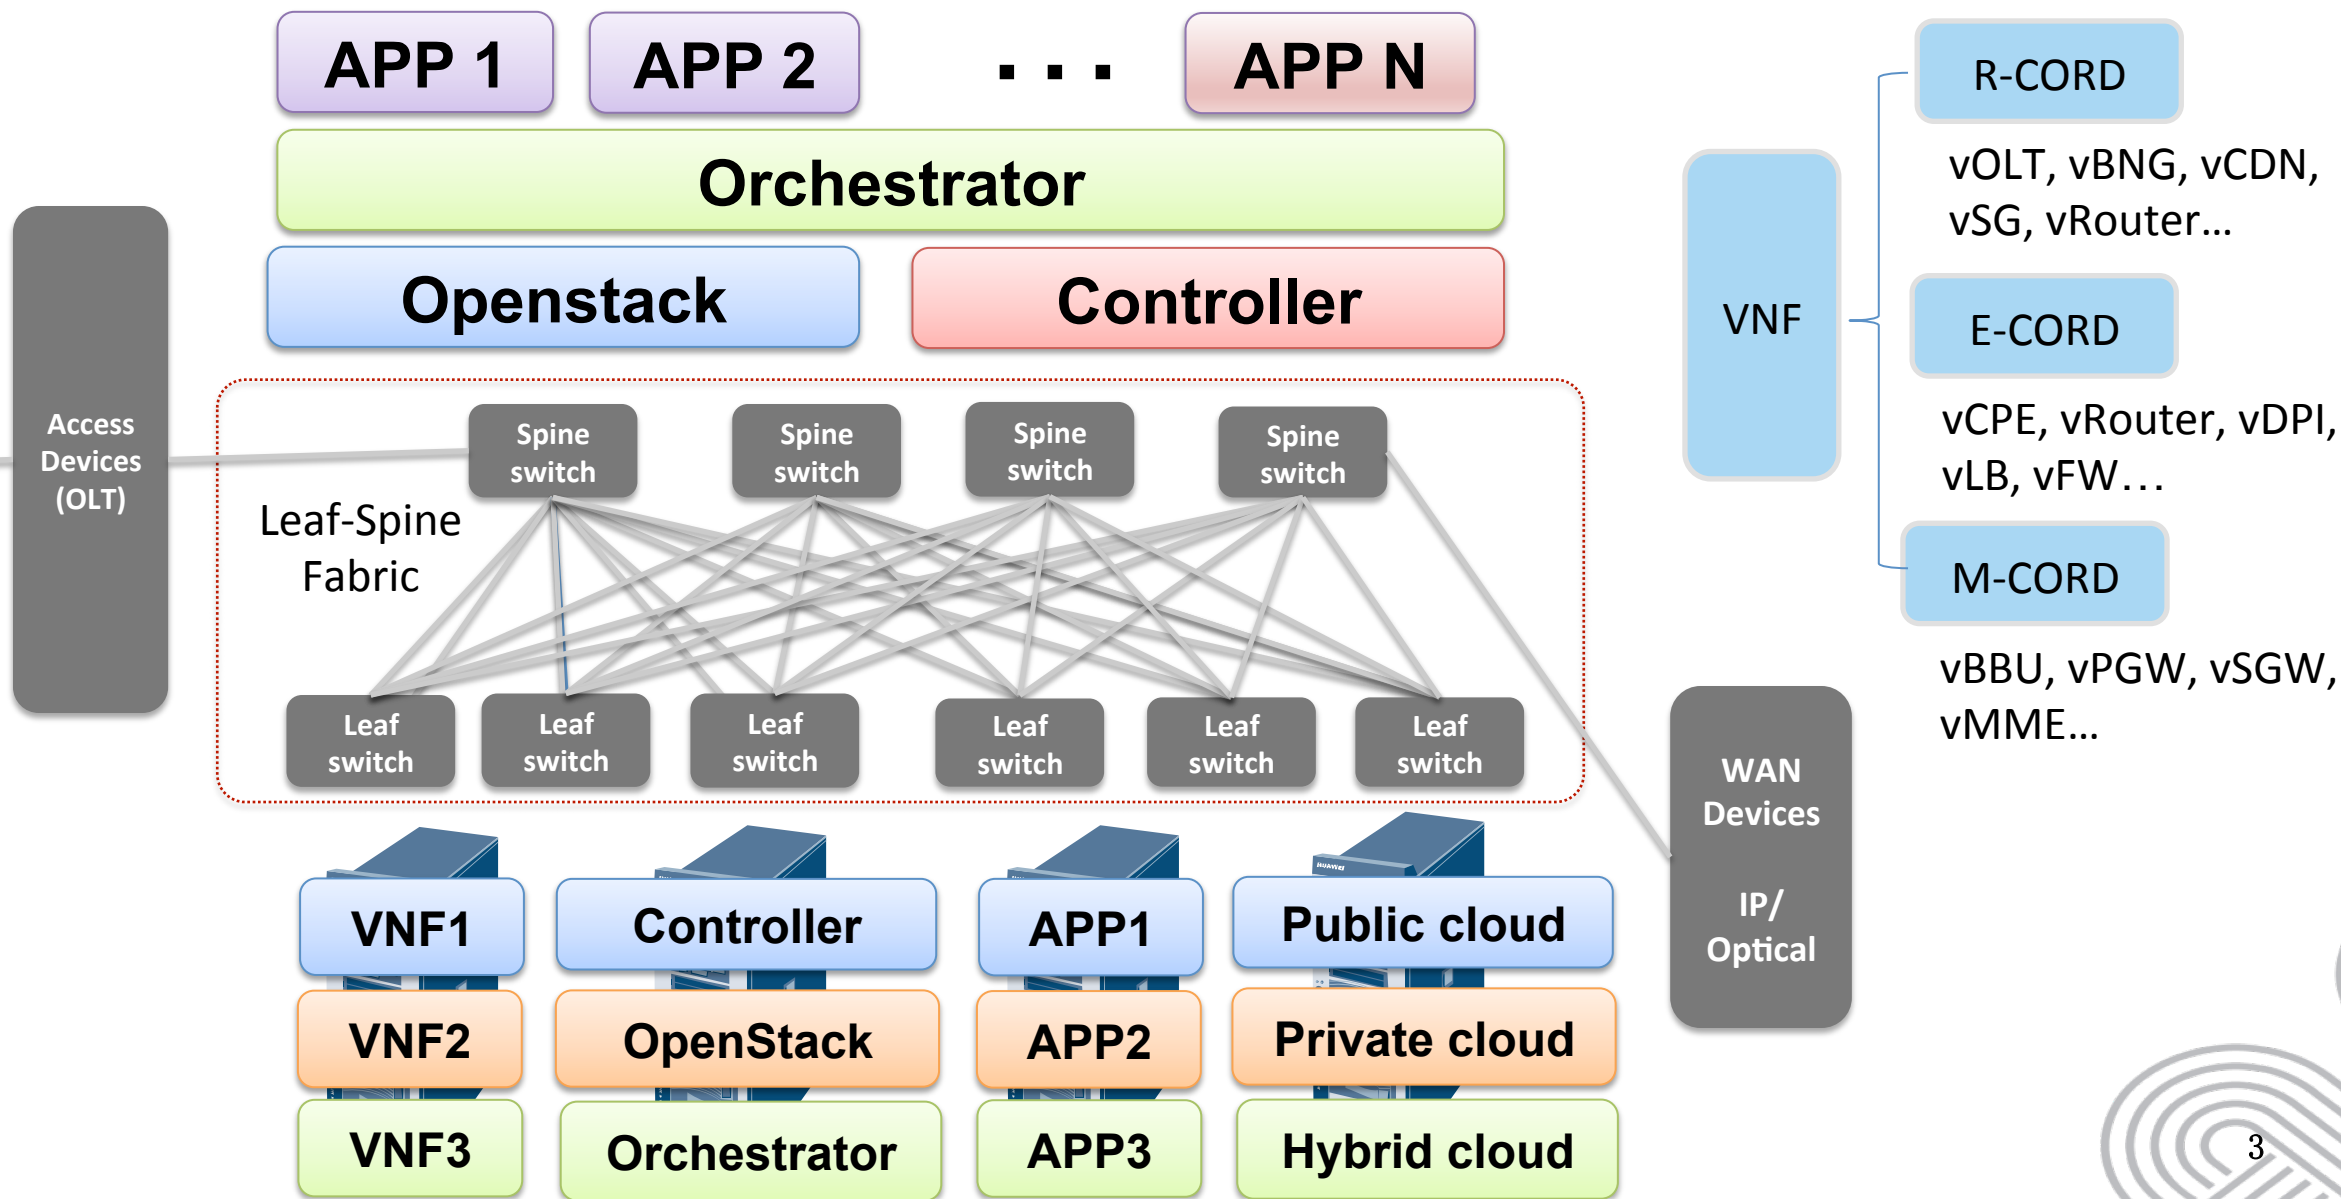 APP 1
APP 2
...
APP N
Orchestrator
Openstack
Controller
Access
Devices
(OLT)
Spine
switch
Spine
switch
Spine
switch
Spine
switch
Leaf-Spine
Fabric
Leaf
switch
Leaf
switch
Leaf
switch
Leaf
switch
Leaf
switch
Leaf
switch
HUAWEI
VNF1
Controller
APP1
Public cloud
VNF2
OpenStack
APP2
Private cloud
VNF3
Orchestrator
APP3
Hybrid cloud
WAN
Devices
IP/
Optical
VNF
R-CORD
vOLT, vBNG, vCDN,
vSG, vRouter...
E-CORD
vCPE, vRouter, vDPI,
vLB, vFW...
M-CORD
vBBU, vPGW, vSGW,
vMME...
3